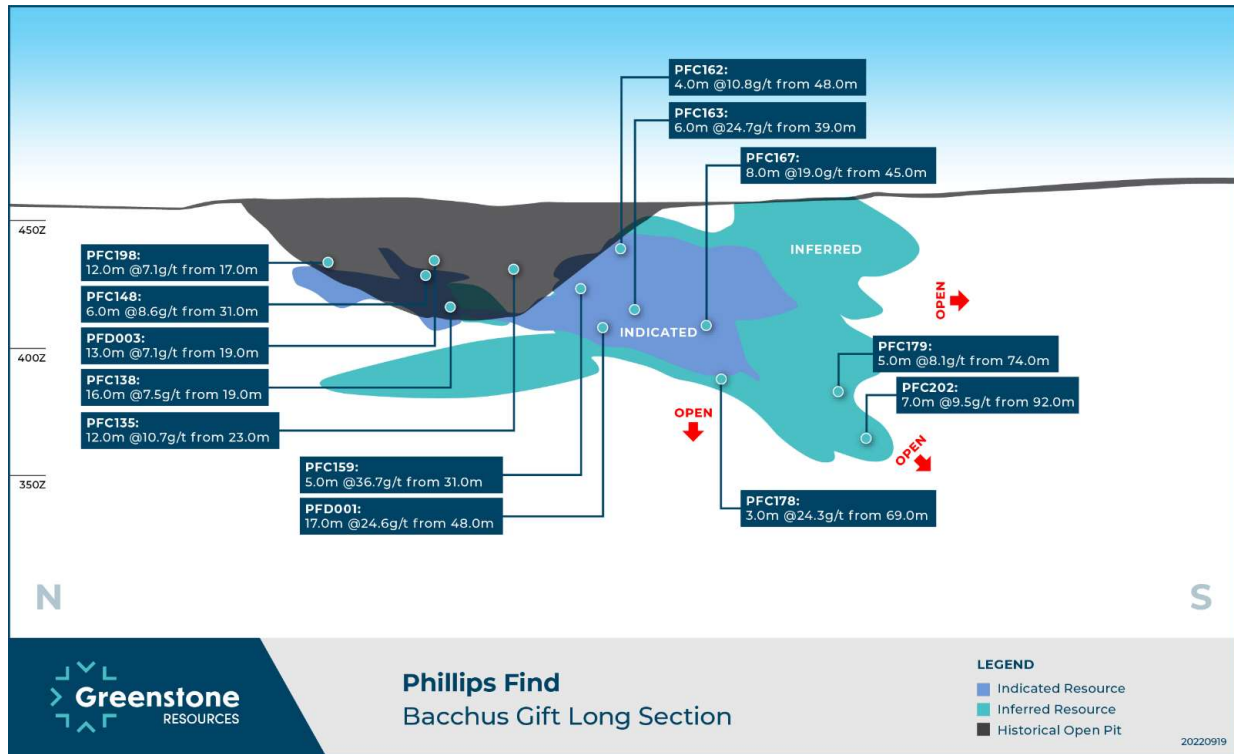 PFC162:
4.0m @10.8g/t from 48.0m
PFC163:
6.0m @24.7g/t from 39.0m
PFC167:
8.0m @19.0g/t from 45.0m
450Z
PFC198:
12.0m @7.1g/t from 17.0m
PFC148:
6.0m @8.6g/t from 31.0m
PFD003:
13.0m @7.1g/t from 19.0m
PFC138:
16.0m @7.5g/t from 19.0m
PFC135:
12.0m @10.7g/t from 23.0m
INFERRED
OPEN
INDICATED
400Z
PFC179:
5.0m @8.1g/t from 74.0m
PFC202:
7.0m @9.5g/t from 92.0m
OPEN
OPEN
PFC159:
5.0m @36.7g/t from 31.0m
350Z
PFD001:
17.0m @24.6g/t from 48.0m
PFC178:
3.0m @24.3g/t from 69.0m
N
S
Greenstone
RESOURCES
Phillips Find
Bacchus Gift Long Section
LEGEND
Indicated Resource
Inferred Resource
Historical Open Pit
20220919